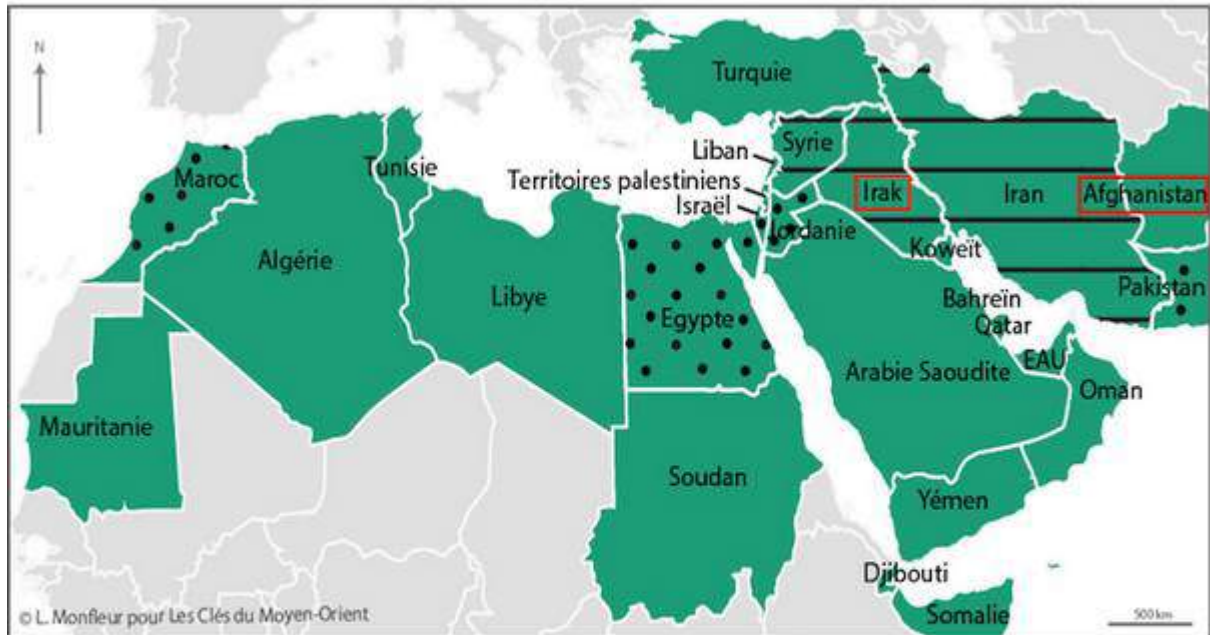 N
Turquie
Syrie
Liban
Tunisie
Maroc
Territoires palestiniens
Irak
Iran
Afghanistan
Israël
Jordanie
Koweït
Algérie
Libye
Egypte
Pakistan
Bahreïn
Qatar
EAU
Arabie Saoudite
Oman
Mauritanie
Soudan
Yémen
Djibouti
Somalie
© L. Monfleur pour Les Clés du Moyen-Orient
500 km